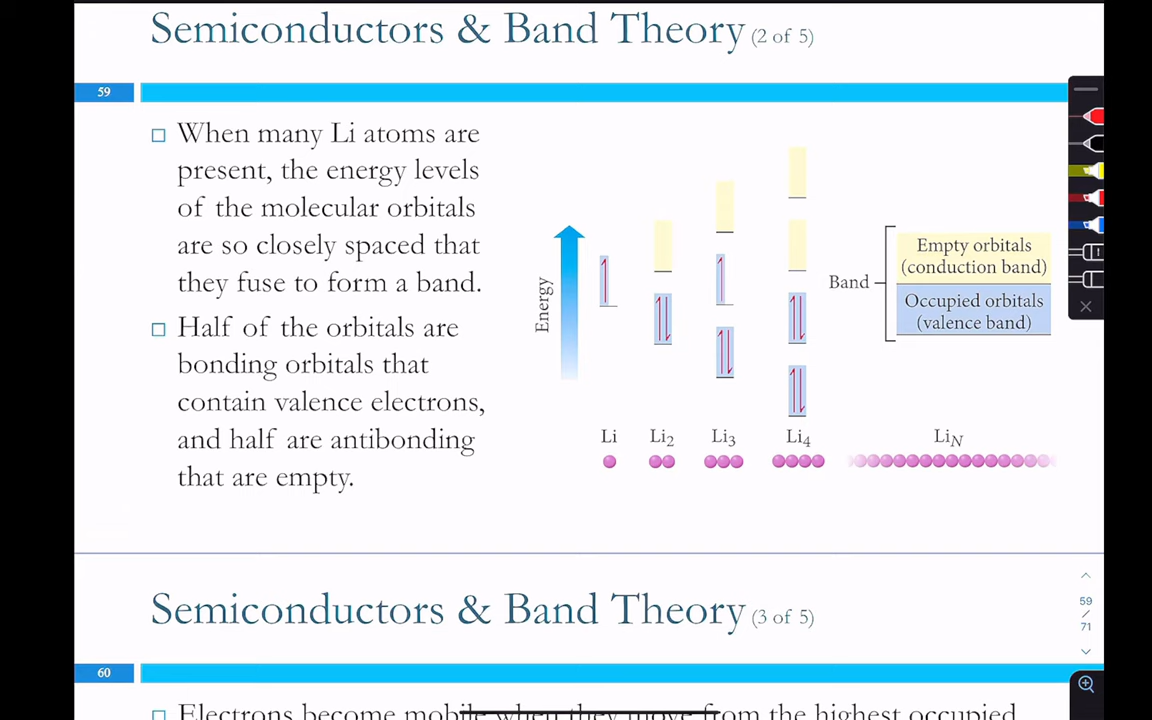 Semiconductors & Band Theory (2 of 5)
59
When many Li atoms are
present, the energy levels
of the molecular orbitals
are so closely spaced that
they fuse to form a band.
Half of the orbitals are
bonding orbitals that
contain valence electrons,
and half are antibonding
that are empty.
Energy
Band
Empty orbitals
(conduction band)
Occupied orbitals
(valence band)
Li Li2 Li3 Li4 LiN
59
/
71
Semiconductors & Band Theory (3 of 5)
60
Electrons become mobile when they move from the highest occupied